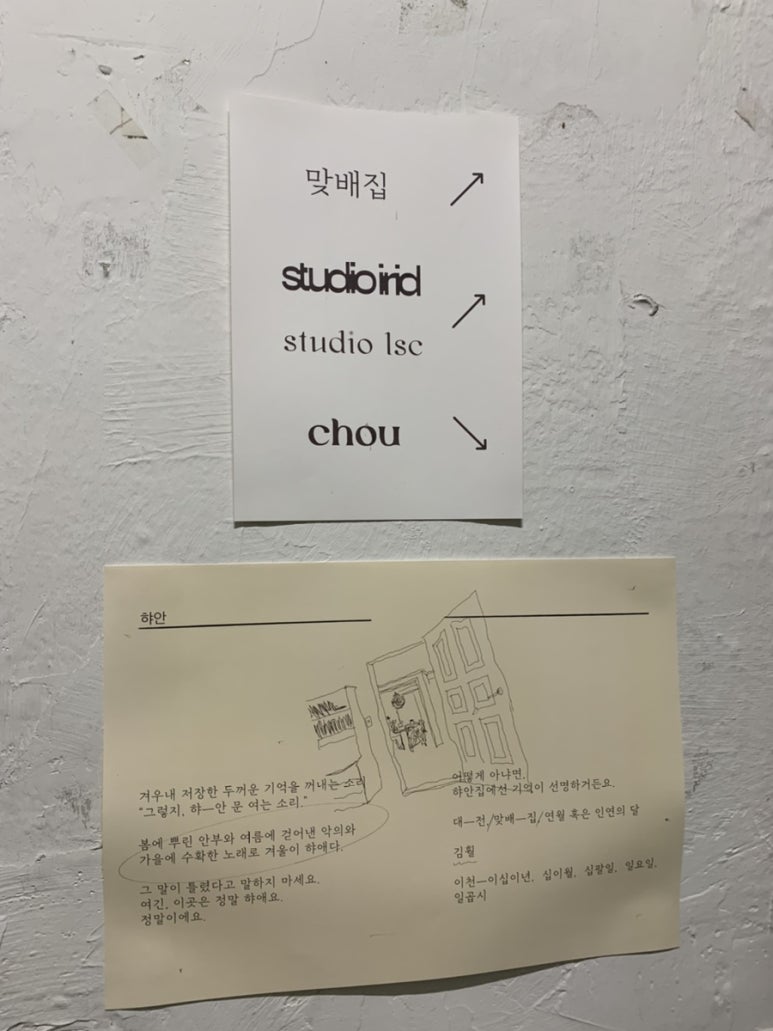 맞배집
studio irid
studio lsc
chou
햐안
겨우내 저장한 두꺼운 기억을 꺼내는 소리
“그렇지, 햐—안 문 여는 소리.”
봄에 뿌린 안부와 여름에 걷어낸 악의와
가을에 수확한 노래로 겨울이 햐얘다.
그 말이 틀렸다고 말하지 마세요.
여긴, 이곳은 정말 햐얘요.
정말이에요.
어떻게 아냐면,
햐안집에선 기억이 선명하거든요.
대—전/맞배—집/연월 혹은 인연의 달
김훨
이천—이십이년, 십이월, 십팔일, 일요일,
일곱시